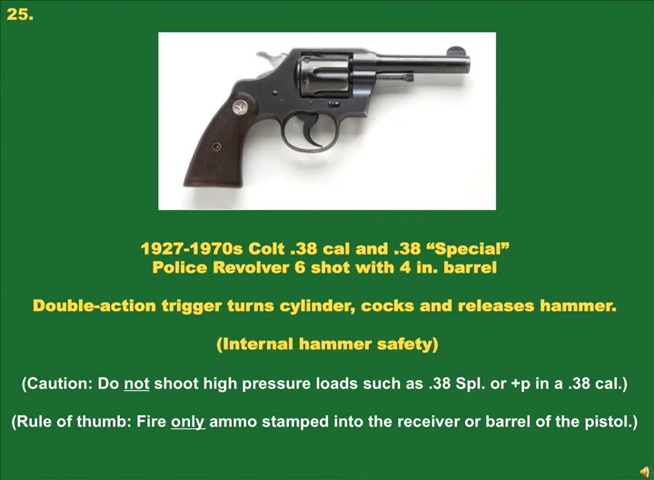 25.
1927-1970s Colt .38 cal and .38 “Special”
Police Revolver 6 shot with 4 in. barrel
Double-action trigger turns cylinder, cocks and releases hammer.
(Internal hammer safety)
(Caution: Do not shoot high pressure loads such as .38 Spl. or +p in a .38 cal.)
(Rule of thumb: Fire only ammo stamped into the receiver or barrel of the pistol.)